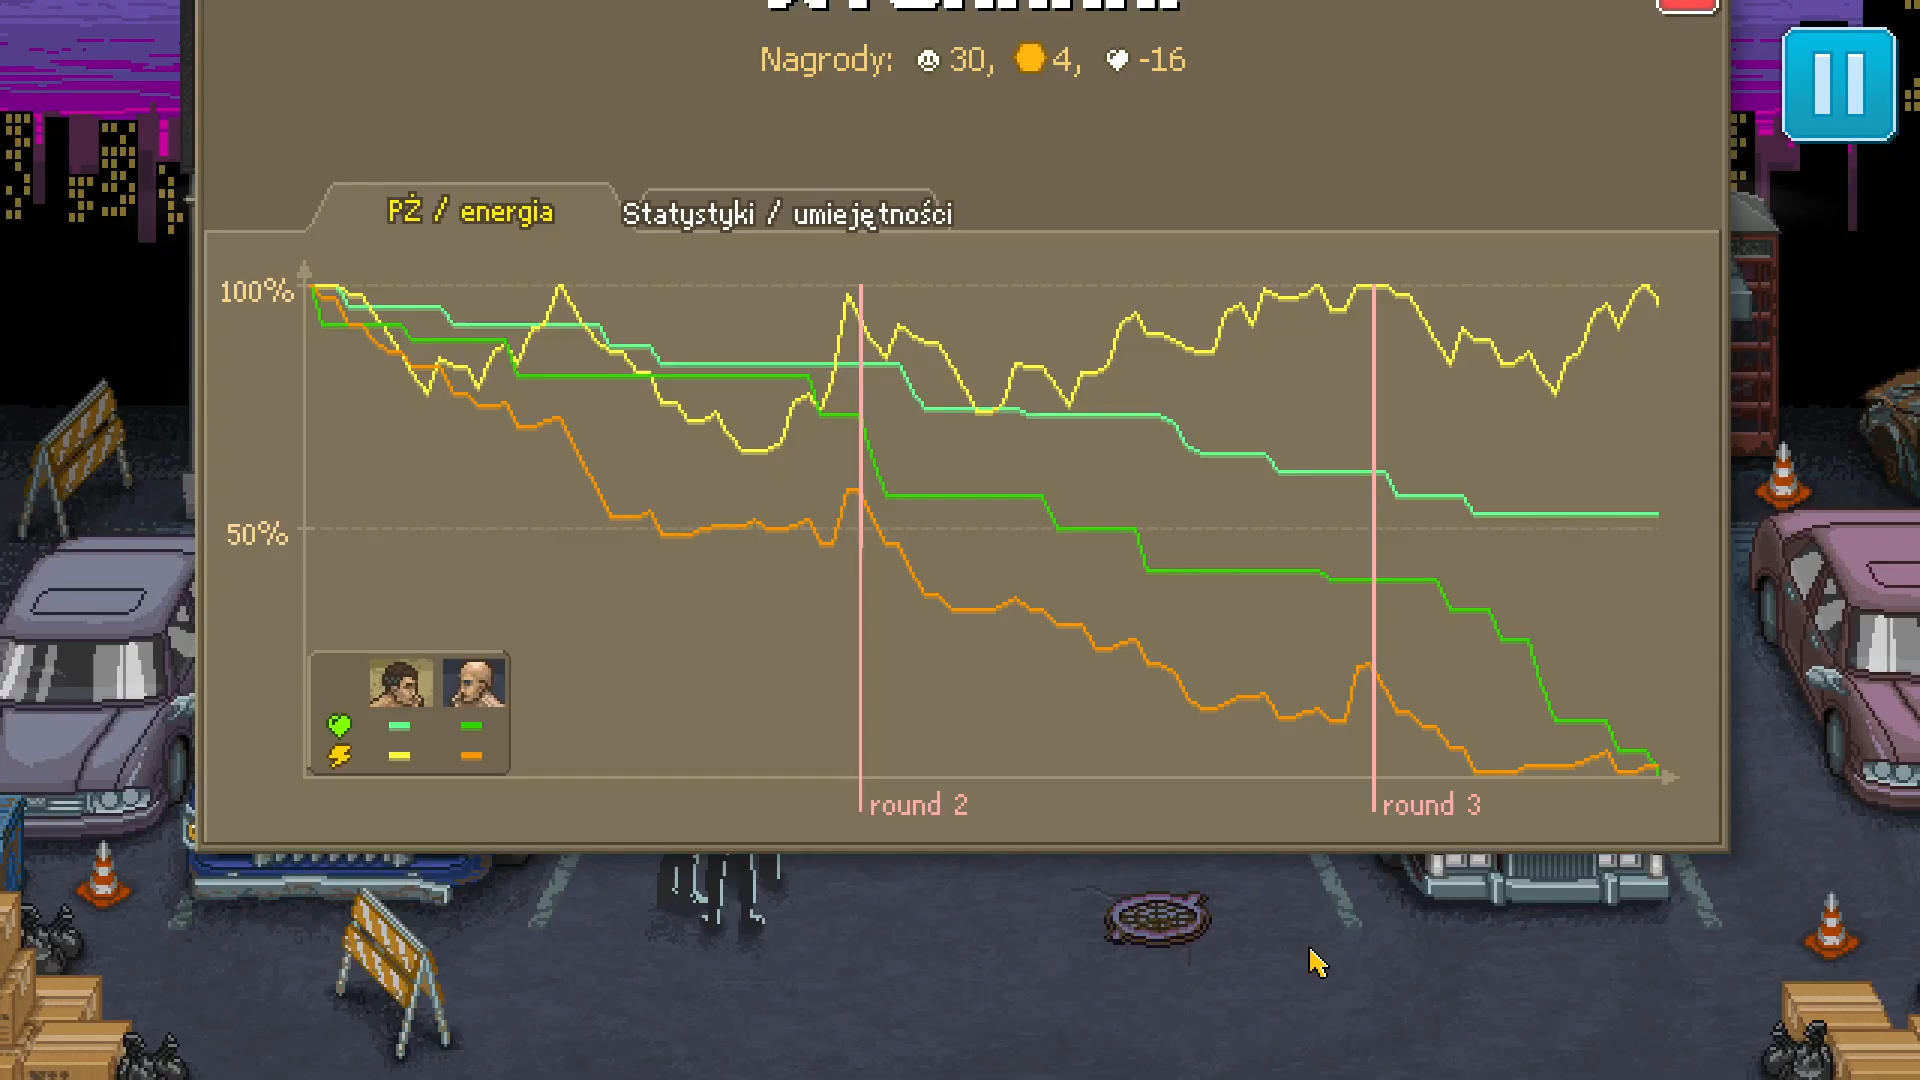 Nagrody: 30, 4, -16
PŻ / energia
Statystyki / umiejętności
100%
50%
round 2
round 3